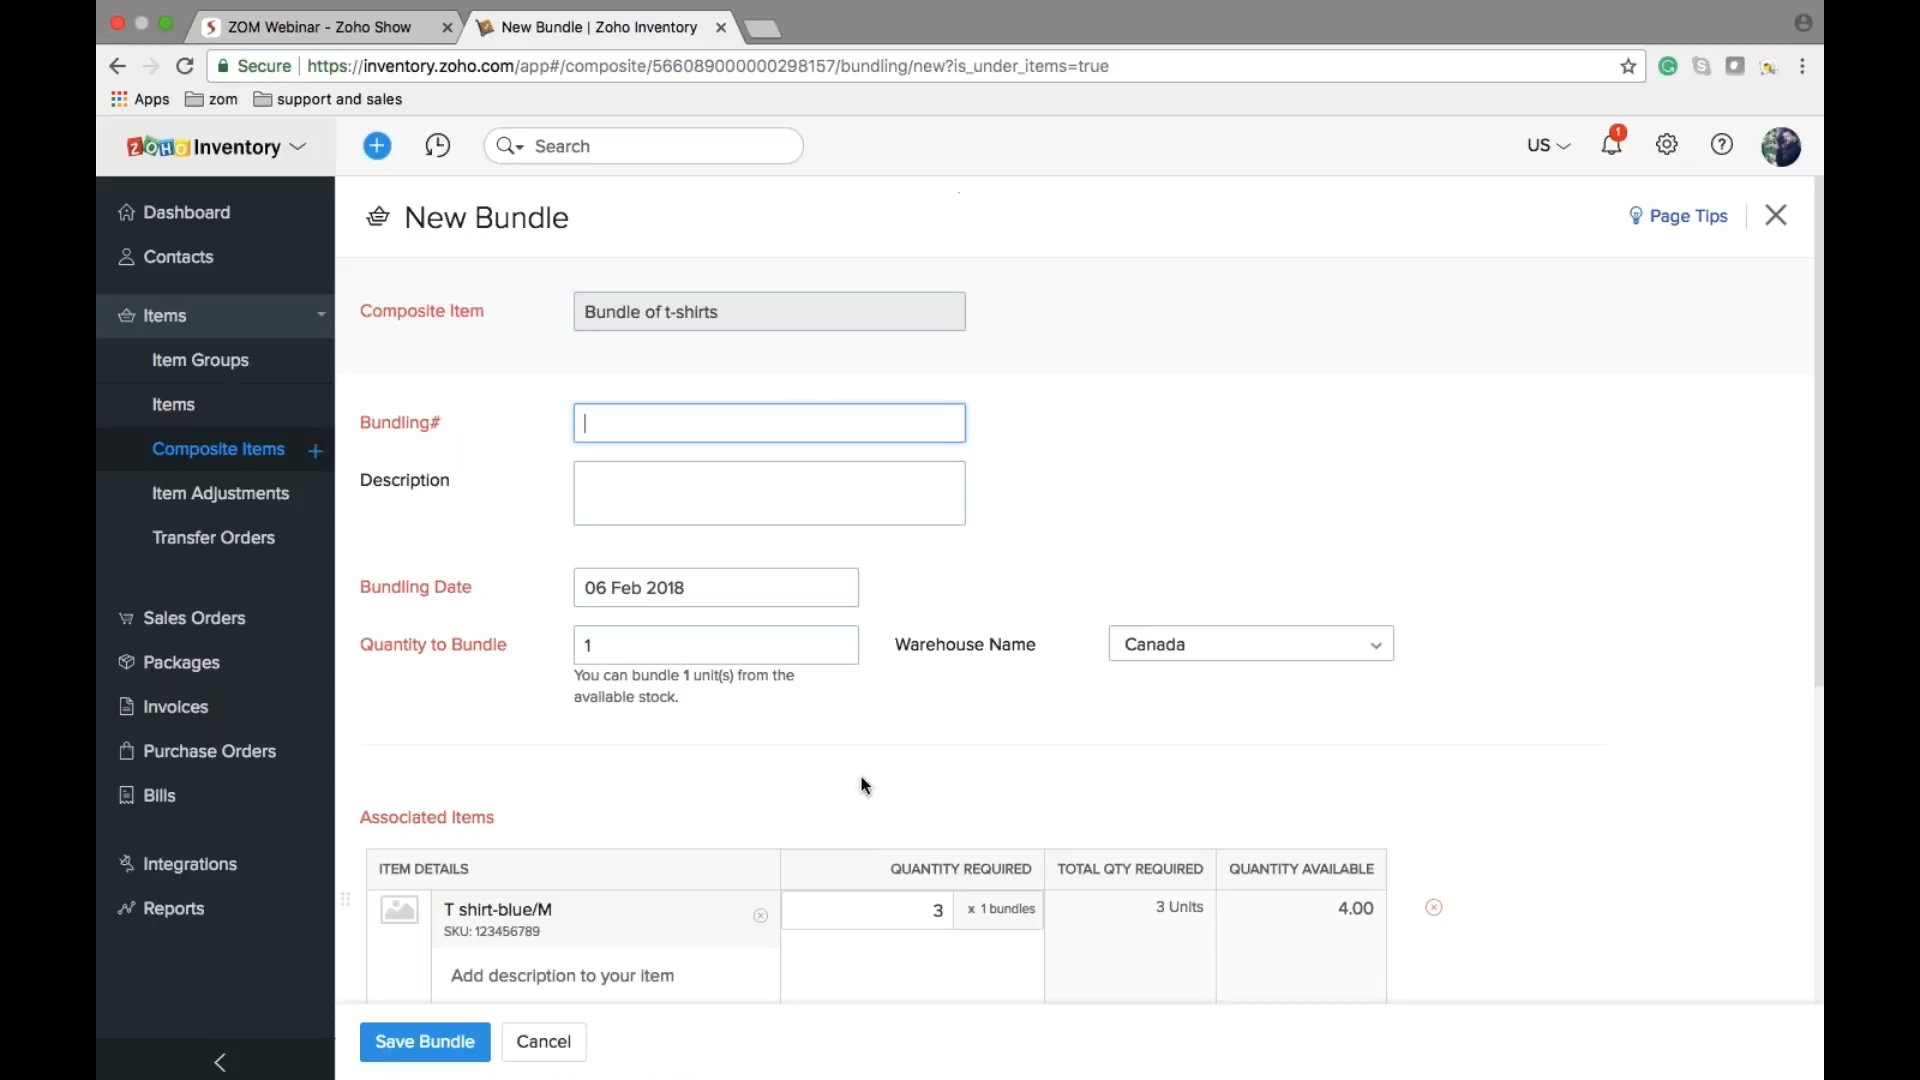 ZOM Webinar - Zoho Show
New Bundle | Zoho Inventory
Secure
https://inventory.zoho.com/app#/composite/566089000000298157/bundling/new?is_under_items=true
Apps
zom
support and sales
ZOHO Inventory
Search
US
1
Dashboard
Contacts
Items
Item Groups
Items
Composite Items
Item Adjustments
Transfer Orders
Sales Orders
Packages
Invoices
Purchase Orders
Bills
Integrations
Reports
New Bundle
Page Tips
Composite Item
Bundle of t-shirts
Bundling#
Description
Bundling Date
06 Feb 2018
Quantity to Bundle
1
Warehouse Name
Canada
You can bundle 1 unit(s) from the
available stock.
Associated Items
ITEM DETAILS
QUANTITY REQUIRED
TOTAL QTY REQUIRED
QUANTITY AVAILABLE
T shirt-blue/M
SKU: 123456789
3
x 1 bundles
3 Units
4.00
Add description to your item
Save Bundle
Cancel